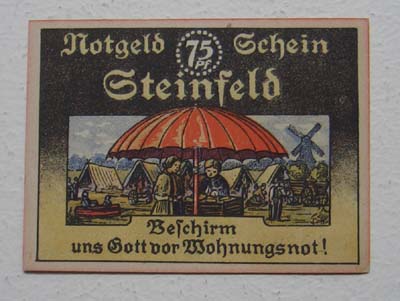 Notgeld 75 Pf Schein
Steinfeld
Beschirm
uns Gott vor Wohnungsnot!